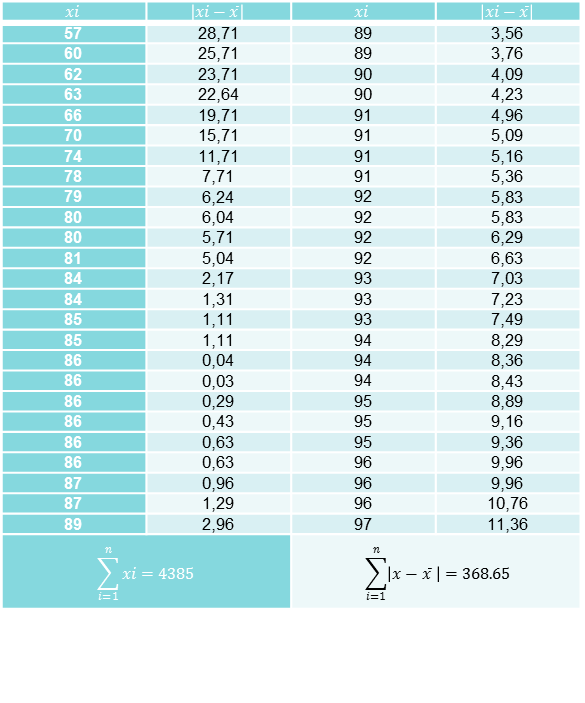 xi |xi − x̄| xi |xi − x̄|
57 28,71 89 3,56
60 25,71 89 3,76
62 23,71 90 4,09
63 22,64 90 4,23
66 19,71 91 4,96
70 15,71 91 5,09
74 11,71 91 5,16
78 7,71 91 5,36
79 6,24 92 5,83
80 6,04 92 5,83
80 5,71 92 6,29
81 5,04 92 6,63
84 2,17 93 7,03
84 1,31 93 7,23
85 1,11 93 7,49
85 1,11 94 8,29
86 0,04 94 8,36
86 0,03 94 8,43
86 0,29 95 8,89
86 0,43 95 9,16
86 0,63 95 9,36
86 0,63 96 9,96
87 0,96 96 9,96
87 1,29 96 10,76
89 2,96 97 11,36
n
∑ xi = 4385
i=1
n
∑|x − x̄ | = 368.65
i=1